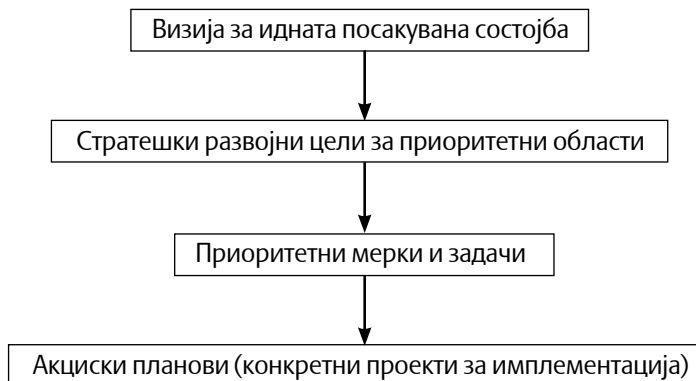 Визија за идната посакувана состојба
Стратешки развојни цели за приоритетни области
Приоритетни мерки и задачи
Акциски планови (конкретни проекти за имплементација)